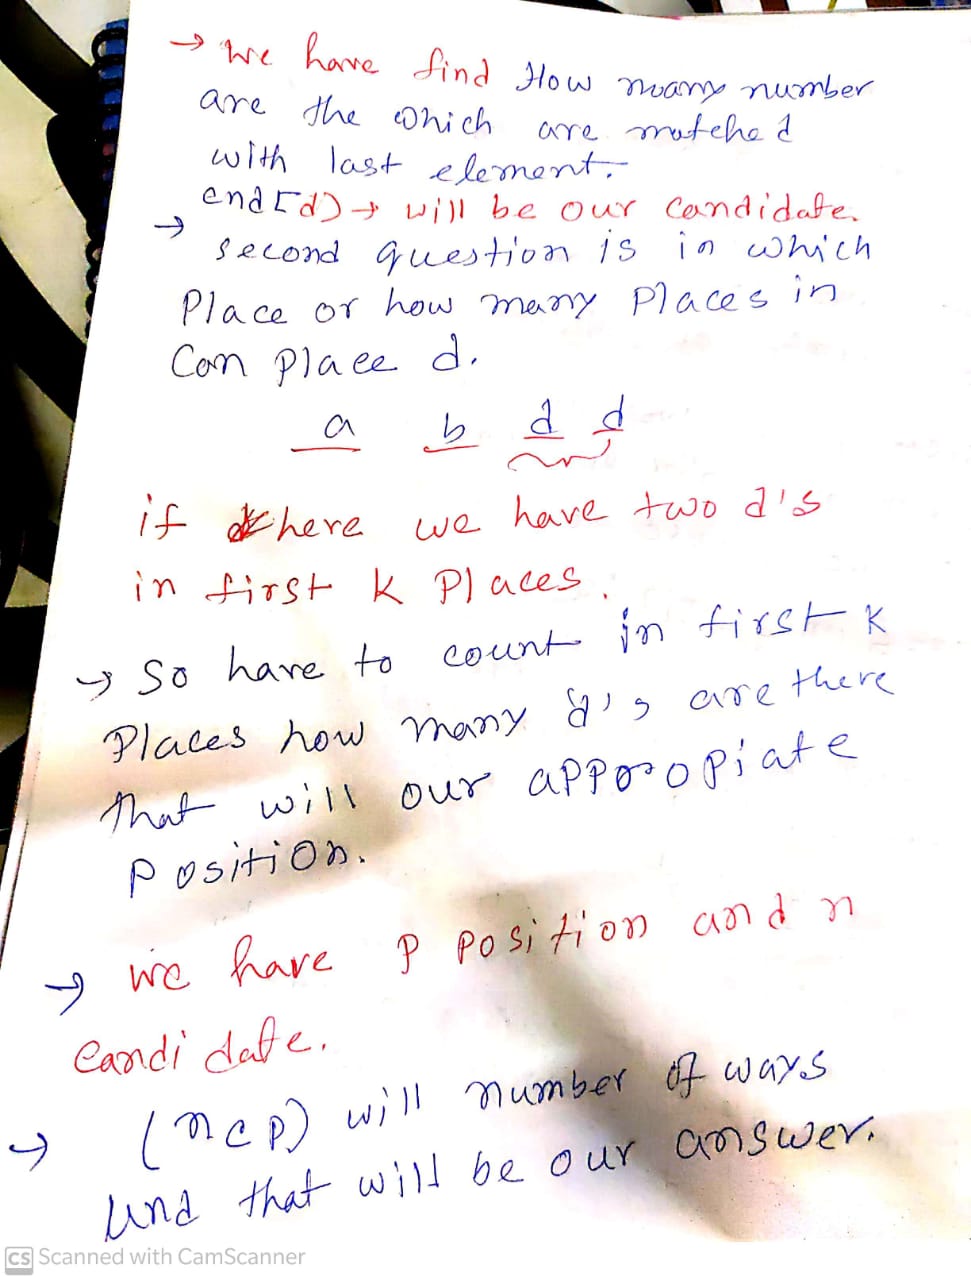 → we have find How many number
are the which are matched
with last element.
end[d) → will be our candidate.
→ second question is in which
Place or how many Places in
Can place d.
a b d d
if here we have two d's
in first k Places.
→ So have to count in first k
Places how many d's are there
that will our appropiate
Position.
→ we have P position and n
Candidate.
→ (ncp) will number of ways
and that will be our answer.
CS Scanned with CamScanner